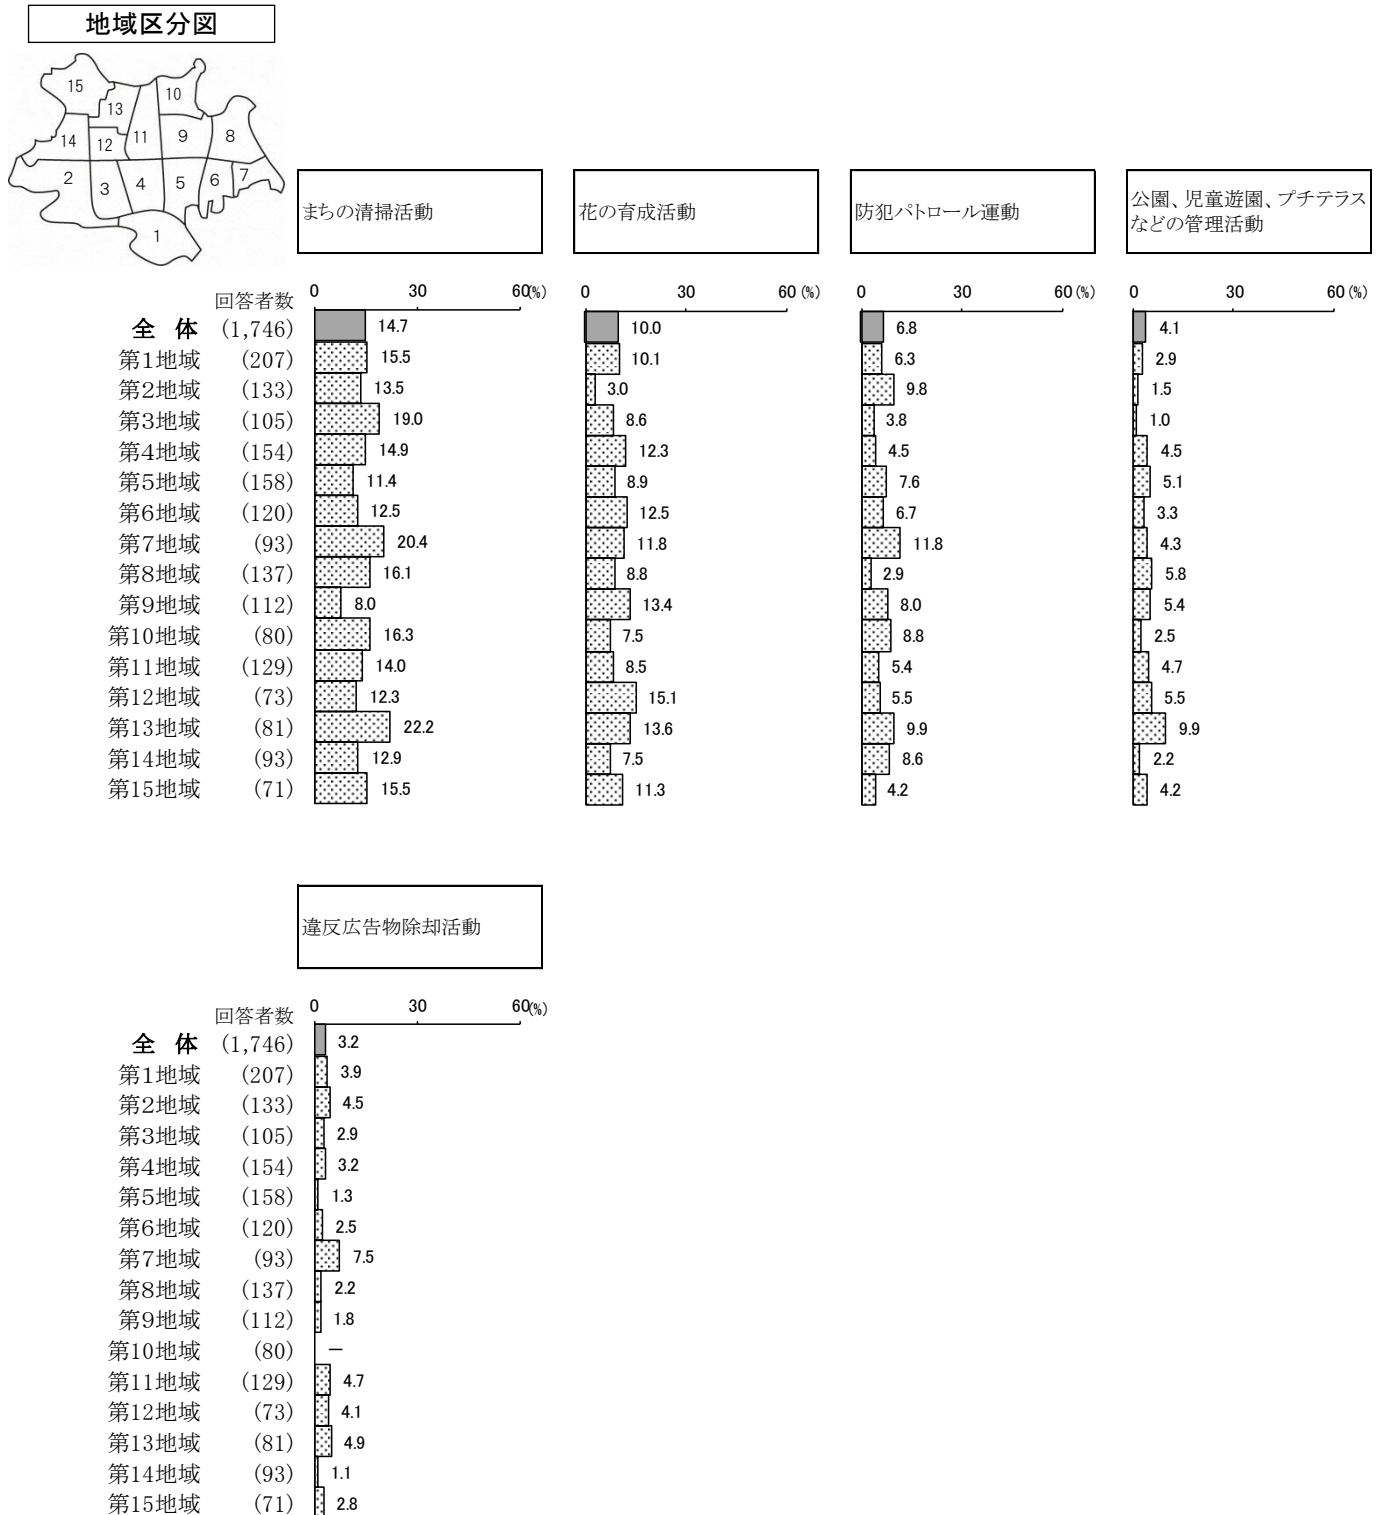 地域区分図
15
10
13
14
12
11
9
8
2
3
4
5
6
7
1
まちの清掃活動
花の育成活動
防犯パトロール運動
公園、児童遊園、プチテラス
などの管理活動
回答者数 0 30 60(%) 0 30 60(%) 0 30 60(%) 0 30 60(%)
全 体 (1,746) 14.7 10.0 6.8 4.1
第1地域 (207) 15.5 10.1 6.3 2.9
第2地域 (133) 13.5 3.0 9.8 1.5
第3地域 (105) 19.0 8.6 3.8 1.0
第4地域 (154) 14.9 12.3 4.5 4.5
第5地域 (158) 11.4 8.9 7.6 5.1
第6地域 (120) 12.5 12.5 6.7 3.3
第7地域 (93) 20.4 11.8 11.8 4.3
第8地域 (137) 16.1 8.8 2.9 5.8
第9地域 (112) 8.0 13.4 8.0 5.4
第10地域 (80) 16.3 7.5 8.8 2.5
第11地域 (129) 14.0 8.5 5.4 4.7
第12地域 (73) 12.3 15.1 5.5 5.5
第13地域 (81) 22.2 13.6 9.9 9.9
第14地域 (93) 12.9 7.5 8.6 2.2
第15地域 (71) 15.5 11.3 4.2 4.2
違反広告物除却活動
回答者数 0 30 60(%)
全 体 (1,746) 3.2
第1地域 (207) 3.9
第2地域 (133) 4.5
第3地域 (105) 2.9
第4地域 (154) 3.2
第5地域 (158) 1.3
第6地域 (120) 2.5
第7地域 (93) 7.5
第8地域 (137) 2.2
第9地域 (112) 1.8
第10地域 (80) －
第11地域 (129) 4.7
第12地域 (73) 4.1
第13地域 (81) 4.9
第14地域 (93) 1.1
第15地域 (71) 2.8